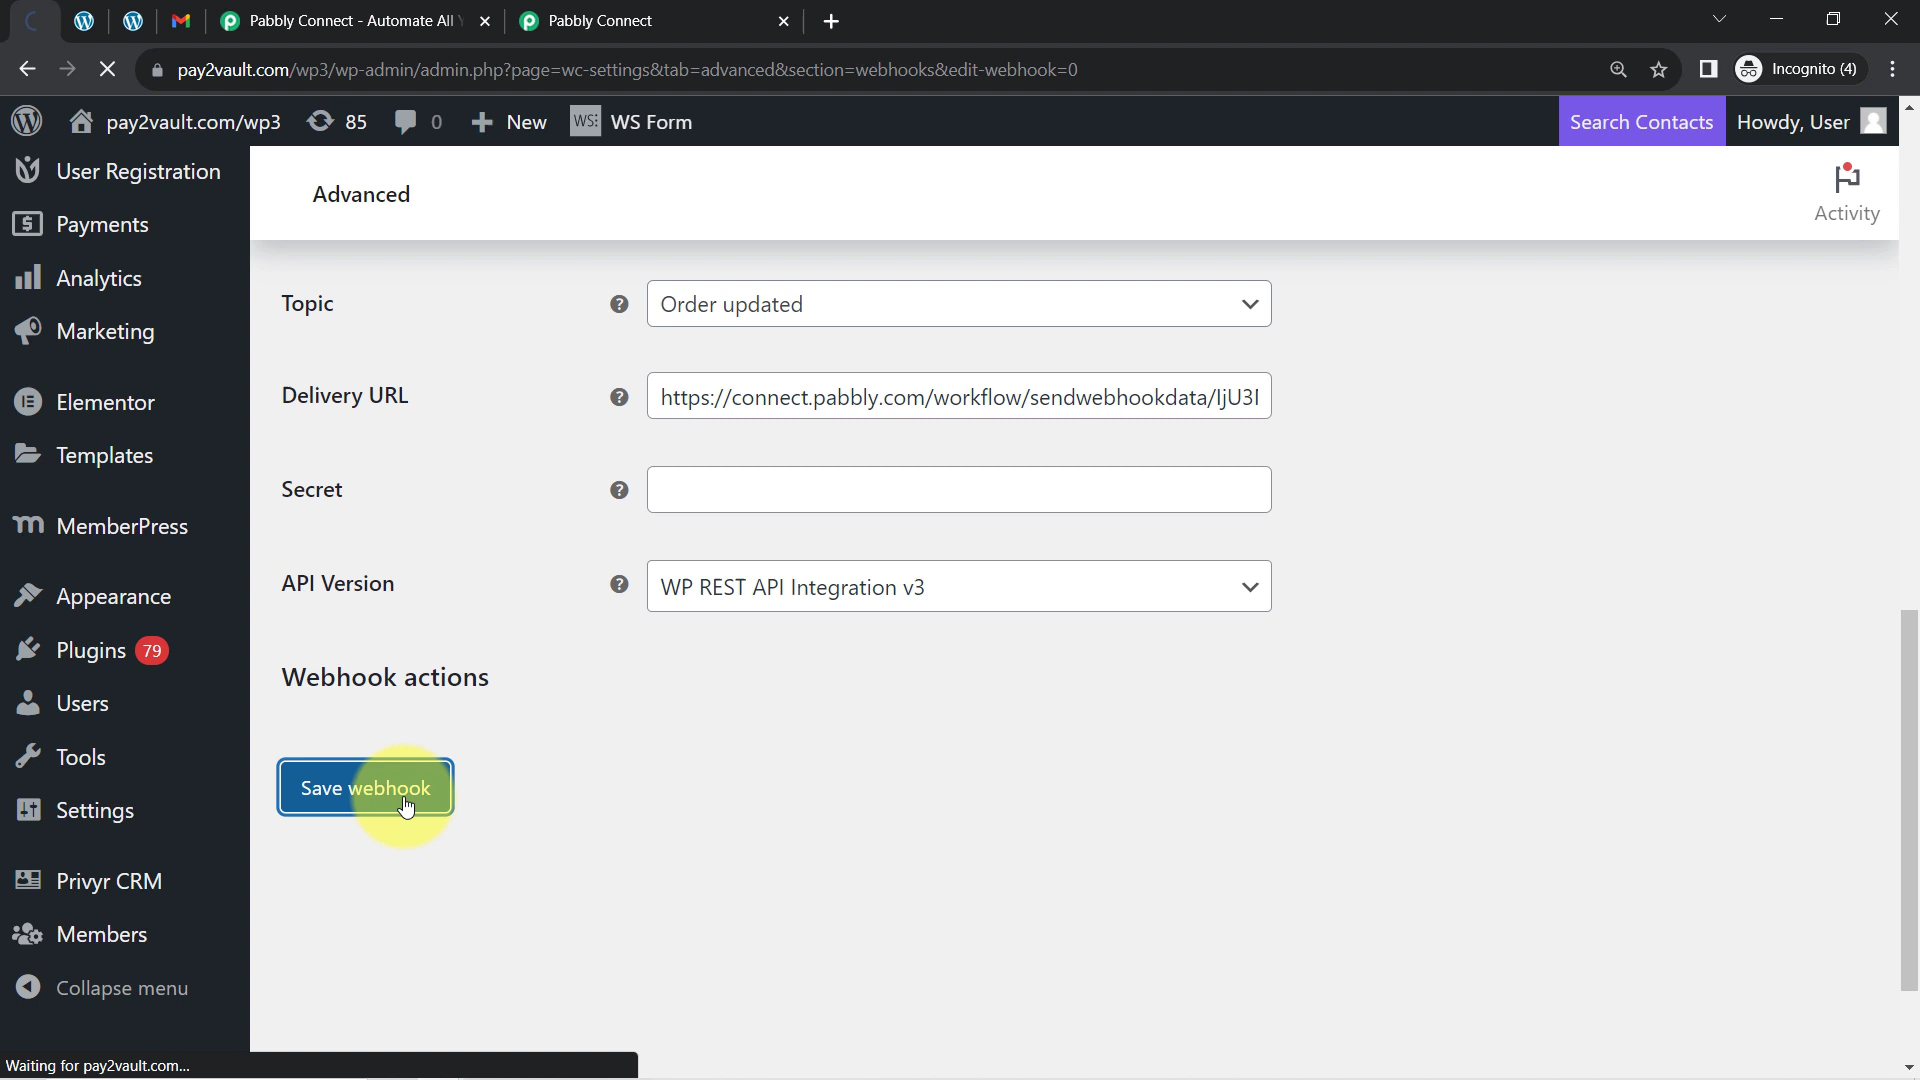 Pabbly Connect - Automate All
Pabbly Connect
pay2vault.com/wp3/wp-admin/admin.php?page=wc-settings&tab=advanced&section=webhooks&edit-webhook=0
Incognito (4)
pay2vault.com/wp3
85
0
New
WS: WS Form
Search Contacts
Howdy, User
User Registration
Payments
Analytics
Marketing
Elementor
Templates
MemberPress
Appearance
Plugins 79
Users
Tools
Settings
Privyr CRM
Members
Collapse menu
Advanced
Activity
Topic
Order updated
Delivery URL
https://connect.pabbly.com/workflow/sendwebhookdata/IjU3I
Secret
API Version
WP REST API Integration v3
Webhook actions
Save webhook
Waiting for pay2vault.com...